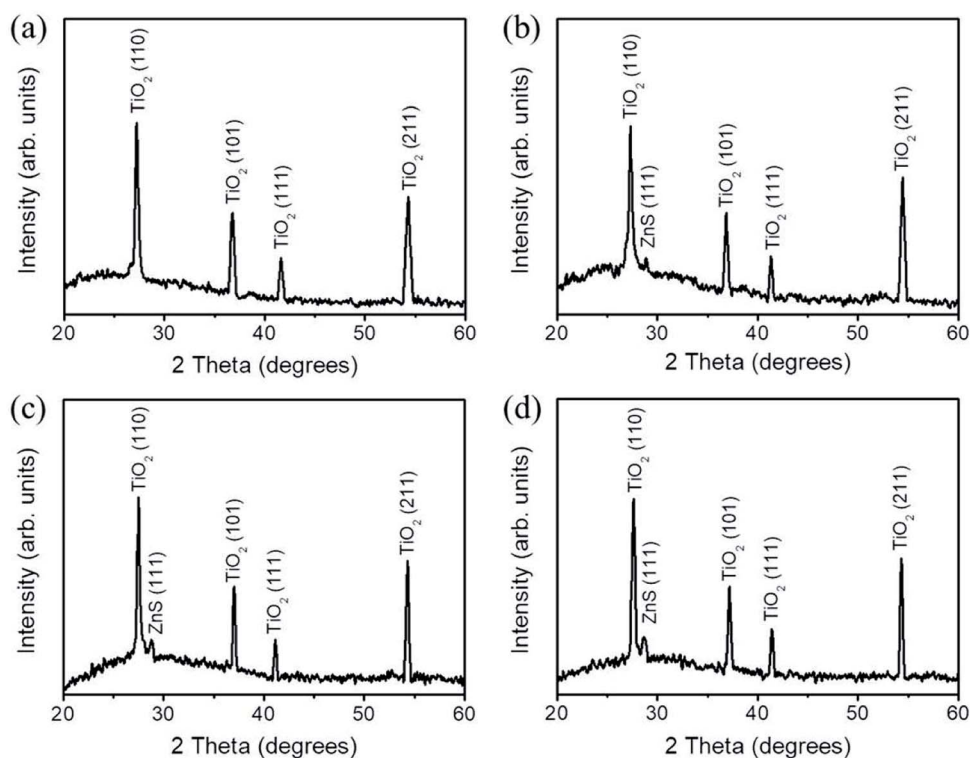 (a)
Intensity (arb. units)
TiO2 (110)
TiO2 (101)
TiO2 (111)
TiO2 (211)
20 30 40 50 60
2 Theta (degrees)
(b)
Intensity (arb. units)
TiO2 (110)
ZnS (111)
TiO2 (101)
TiO2 (111)
TiO2 (211)
20 30 40 50 60
2 Theta (degrees)
(c)
Intensity (arb. units)
TiO2 (110)
ZnS (111)
TiO2 (101)
TiO2 (111)
TiO2 (211)
20 30 40 50 60
2 Theta (degrees)
(d)
Intensity (arb. units)
TiO2 (110)
ZnS (111)
TiO2 (101)
TiO2 (111)
TiO2 (211)
20 30 40 50 60
2 Theta (degrees)